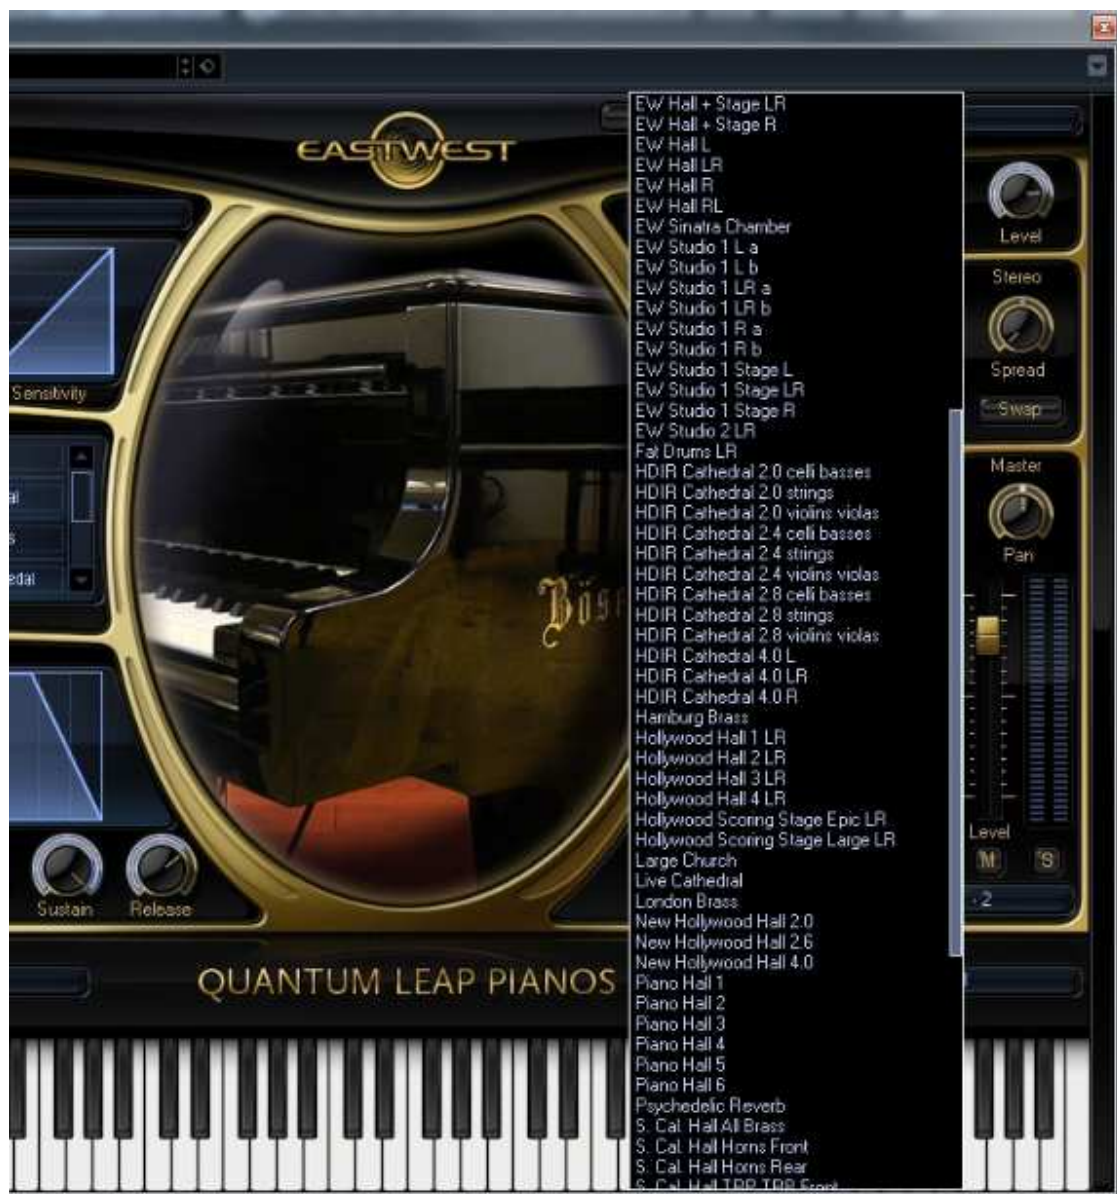 EASTWEST
Sensitivity
al
s
edal
Bös
Sustain
Release
QUANTUM LEAP PIANOS
EW Hall + Stage LR
EW Hall + Stage R
EW Hall L
EW Hall LR
EW Hall R
EW Hall RL
EW Sinatra Chamber
EW Studio 1 L a
EW Studio 1 L b
EW Studio 1 LR a
EW Studio 1 LR b
EW Studio 1 R a
EW Studio 1 R b
EW Studio 1 Stage L
EW Studio 1 Stage LR
EW Studio 1 Stage R
EW Studio 2 LR
Fat Drums LR
HDIR Cathedral 2.0 celli basses
HDIR Cathedral 2.0 strings
HDIR Cathedral 2.0 violins violas
HDIR Cathedral 2.4 celli basses
HDIR Cathedral 2.4 strings
HDIR Cathedral 2.4 violins violas
HDIR Cathedral 2.8 celli basses
HDIR Cathedral 2.8 strings
HDIR Cathedral 2.8 violins violas
HDIR Cathedral 4.0 L
HDIR Cathedral 4.0 LR
HDIR Cathedral 4.0 R
Hamburg Brass
Hollywood Hall 1 LR
Hollywood Hall 2 LR
Hollywood Hall 3 LR
Hollywood Hall 4 LR
Hollywood Scoring Stage Epic LR
Hollywood Scoring Stage Large LR
Large Church
Live Cathedral
London Brass
New Hollywood Hall 2.0
New Hollywood Hall 2.6
New Hollywood Hall 4.0
Piano Hall 1
Piano Hall 2
Piano Hall 3
Piano Hall 4
Piano Hall 5
Piano Hall 6
Psychedelic Reverb
S. Cal. Hall All Brass
S. Cal. Hall Horns Front
S. Cal. Hall Horns Rear
S. Cal. Hall TBP TBB Front
Level
Stereo
Spread
Swap
Master
Pan
Level
M
S
- 2